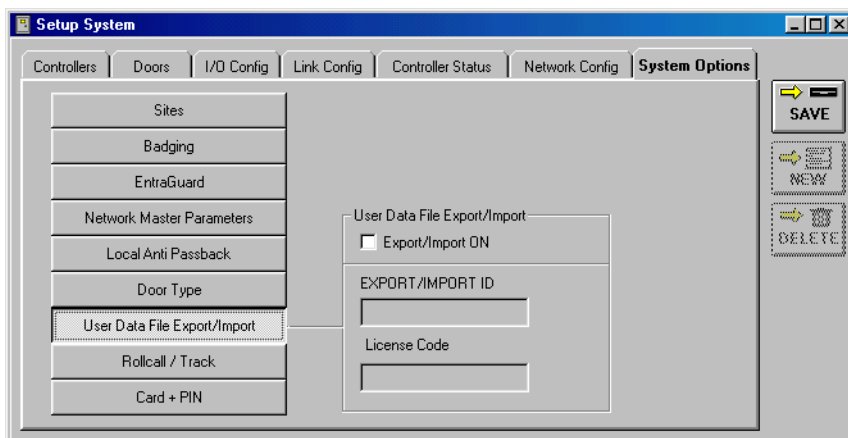 Setup System
Controllers
Doors
I/O Config
Link Config
Controller Status
Network Config
System Options
Sites
Badging
EntraGuard
Network Master Parameters
Local Anti Passback
Door Type
User Data File Export/Import
Rollcall / Track
Card + PIN
User Data File Export/Import
Export/Import ON
EXPORT/IMPORT ID
License Code
SAVE
NEW
DELETE